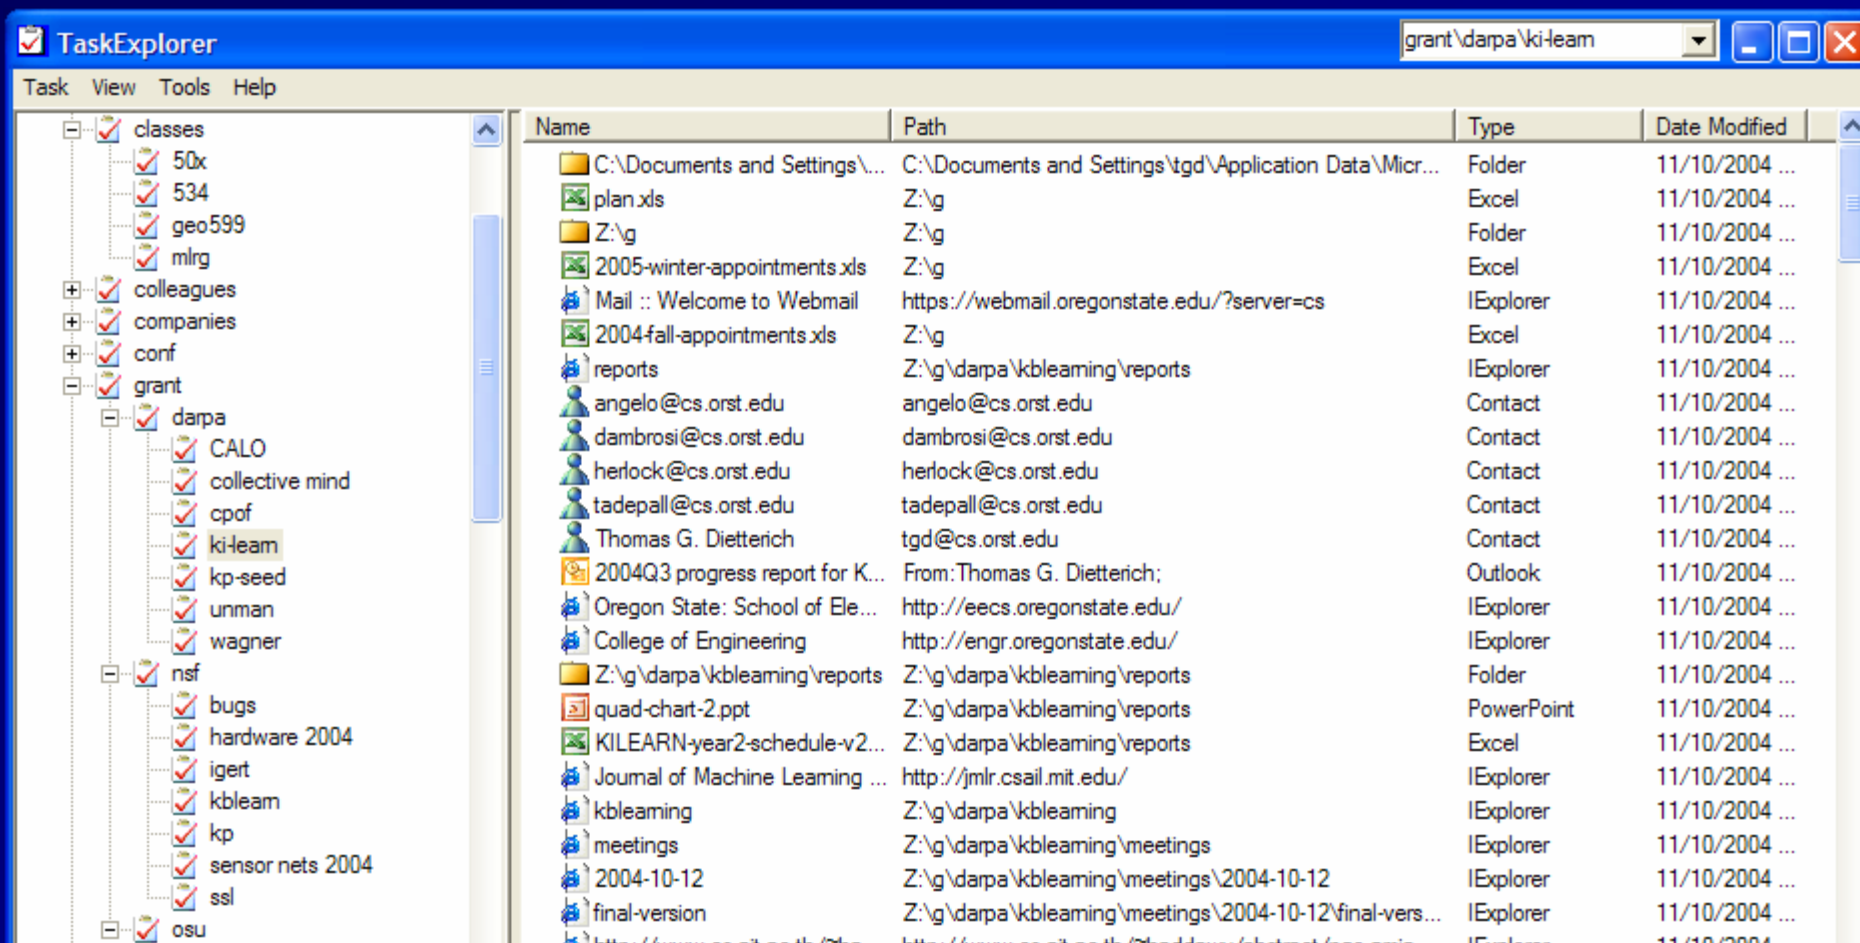 TaskExplorer
grant\darpa\ki-learn
Task View Tools Help
classes
50x
534
geo599
mlrg
colleagues
companies
conf
grant
darpa
CALO
collective mind
cpof
ki-learn
kp-seed
unman
wagner
nsf
bugs
hardware 2004
igert
kblearn
kp
sensor nets 2004
ssl
osu
Name Path Type Date Modified
C:\Documents and Settings\... C:\Documents and Settings\tgd\Application Data\Micr... Folder 11/10/2004 ...
plan.xls Z:\g Excel 11/10/2004 ...
Z:\g Z:\g Folder 11/10/2004 ...
2005-winter-appointments.xls Z:\g Excel 11/10/2004 ...
Mail :: Welcome to Webmail https://webmail.oregonstate.edu/?server=cs IExplorer 11/10/2004 ...
2004-fall-appointments.xls Z:\g Excel 11/10/2004 ...
reports Z:\g\darpa\kblearning\reports IExplorer 11/10/2004 ...
angelo@cs.orst.edu angelo@cs.orst.edu Contact 11/10/2004 ...
dambrosi@cs.orst.edu dambrosi@cs.orst.edu Contact 11/10/2004 ...
herlock@cs.orst.edu herlock@cs.orst.edu Contact 11/10/2004 ...
tadepall@cs.orst.edu tadepall@cs.orst.edu Contact 11/10/2004 ...
Thomas G. Dietterich tgd@cs.orst.edu Contact 11/10/2004 ...
2004Q3 progress report for K... From:Thomas G. Dietterich; Outlook 11/10/2004 ...
Oregon State: School of Ele... http://eecs.oregonstate.edu/ IExplorer 11/10/2004 ...
College of Engineering http://engr.oregonstate.edu/ IExplorer 11/10/2004 ...
Z:\g\darpa\kblearning\reports Z:\g\darpa\kblearning\reports Folder 11/10/2004 ...
quad-chart-2.ppt Z:\g\darpa\kblearning\reports PowerPoint 11/10/2004 ...
KILEARN-year2-schedule-v2... Z:\g\darpa\kblearning\reports Excel 11/10/2004 ...
Journal of Machine Learning ... http://jmlr.csail.mit.edu/ IExplorer 11/10/2004 ...
kblearning Z:\g\darpa\kblearning IExplorer 11/10/2004 ...
meetings Z:\g\darpa\kblearning\meetings IExplorer 11/10/2004 ...
2004-10-12 Z:\g\darpa\kblearning\meetings\2004-10-12 IExplorer 11/10/2004 ...
final-version Z:\g\darpa\kblearning\meetings\2004-10-12\final-vers... IExplorer 11/10/2004 ...